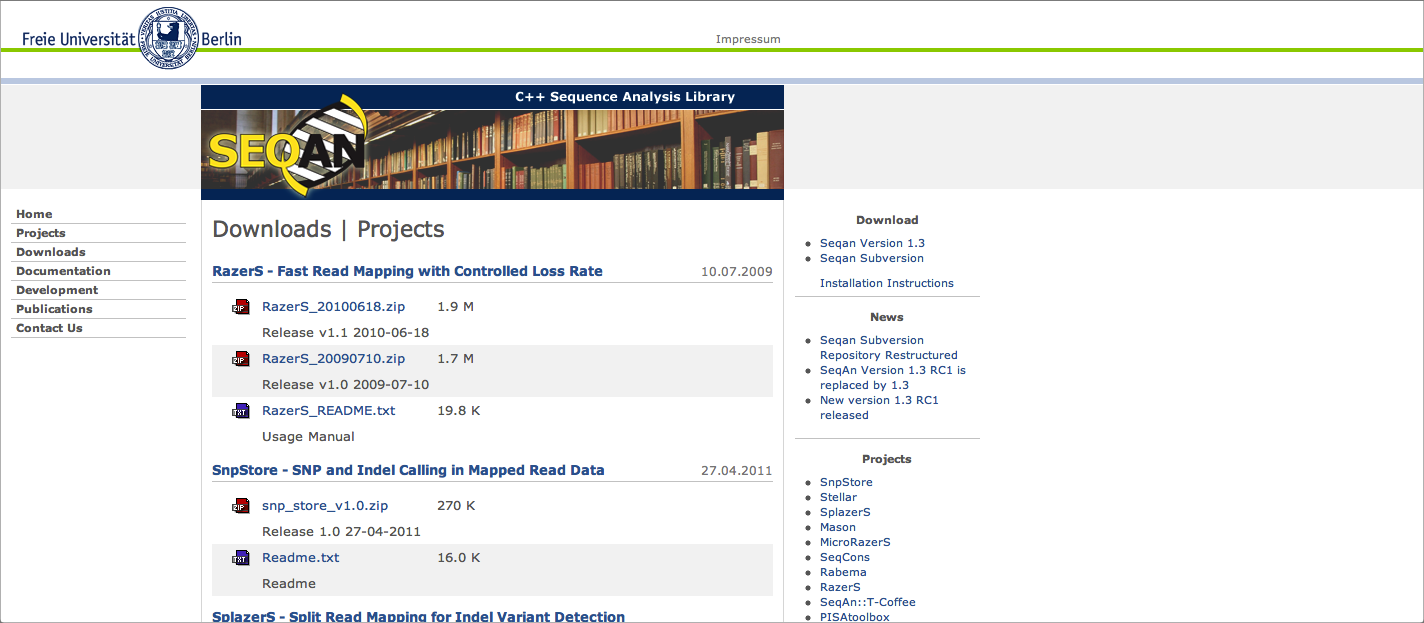 Freie Universität Berlin
Impressum
C++ Sequence Analysis Library
SEQAN
Home
Projects
Downloads
Documentation
Development
Publications
Contact Us
Downloads | Projects
RazerS - Fast Read Mapping with Controlled Loss Rate 10.07.2009
ZIP RazerS_20100618.zip 1.9 M
Release v1.1 2010-06-18
ZIP RazerS_20090710.zip 1.7 M
Release v1.0 2009-07-10
TXT RazerS_README.txt 19.8 K
Usage Manual
SnpStore - SNP and Indel Calling in Mapped Read Data 27.04.2011
ZIP snp_store_v1.0.zip 270 K
Release 1.0 27-04-2011
TXT Readme.txt 16.0 K
Readme
SplazerS - Split Read Mapping for Indel Variant Detection
Download
Seqan Version 1.3
Seqan Subversion
Installation Instructions
News
Seqan Subversion
Repository Restructured
SeqAn Version 1.3 RC1 is
replaced by 1.3
New version 1.3 RC1
released
Projects
SnpStore
Stellar
SplazerS
Mason
MicroRazerS
SeqCons
Rabema
RazerS
SeqAn::T-Coffee
PISAtoolbox